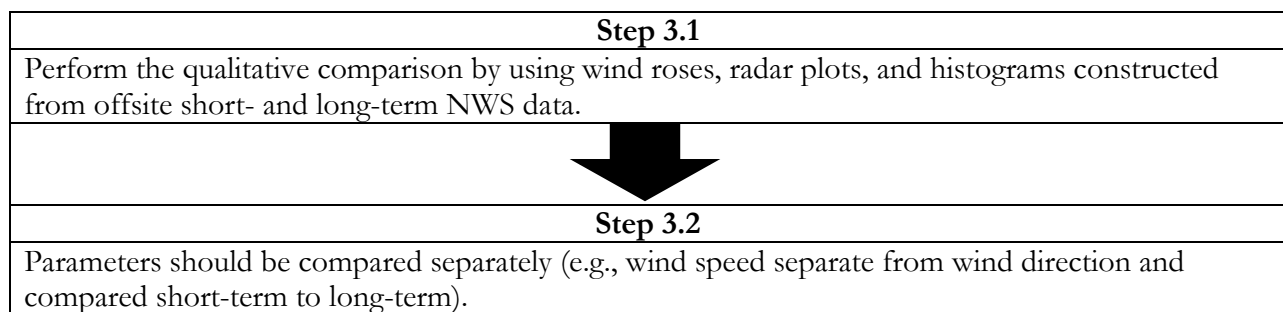 Step 3.1
Perform the qualitative comparison by using wind roses, radar plots, and histograms constructed
from offsite short- and long-term NWS data.
Step 3.2
Parameters should be compared separately (e.g., wind speed separate from wind direction and
compared short-term to long-term).